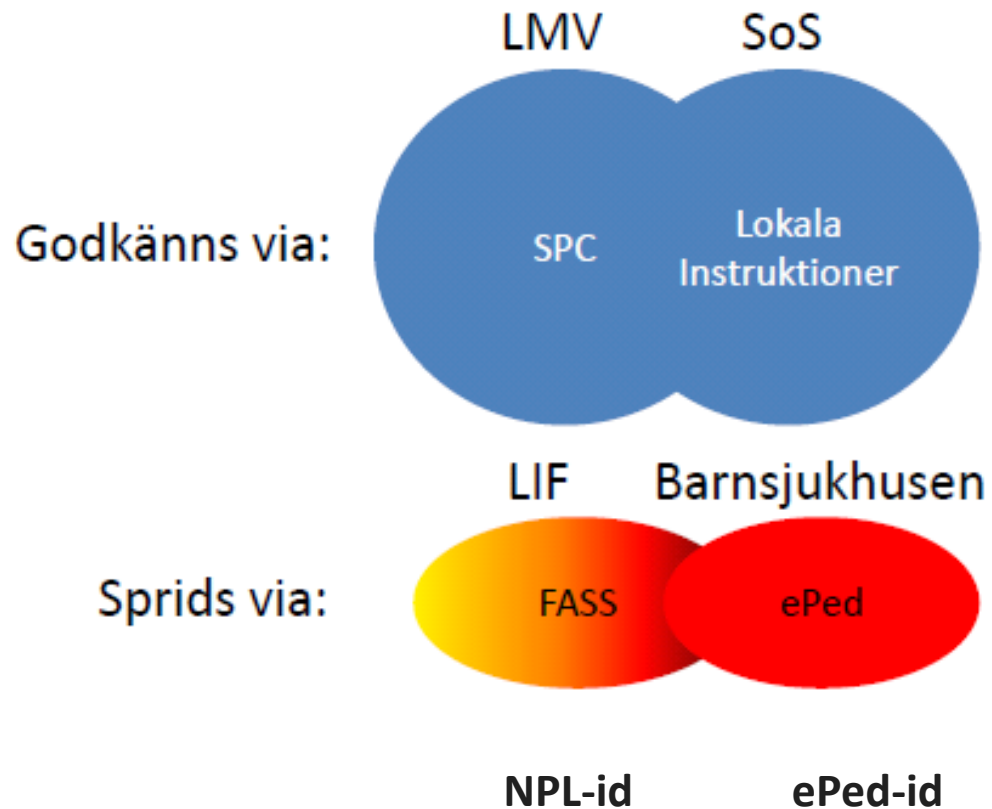 LMV SoS
Godkänns via: SPC Lokala
Instruktioner
LIF Barnsjukhusen
Sprids via: FASS ePed
NPL-id ePed-id